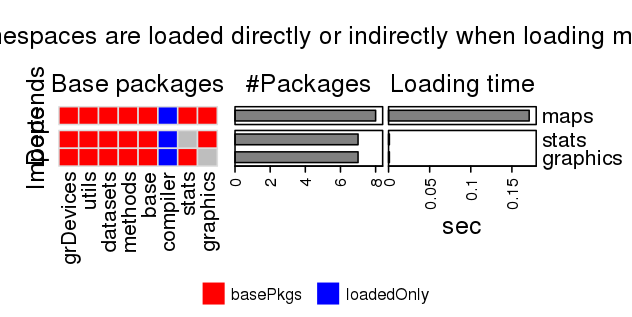 espaces are loaded directly or indirectly when loading m
Base packages
#Packages
Loading time
Depends
Imports
maps
stats
graphics
grDevices
utils
datasets
methods
base
compiler
stats
graphics
0 2 4 6 8
0 0.05 0.1 0.15
sec
basePkgs
loadedOnly